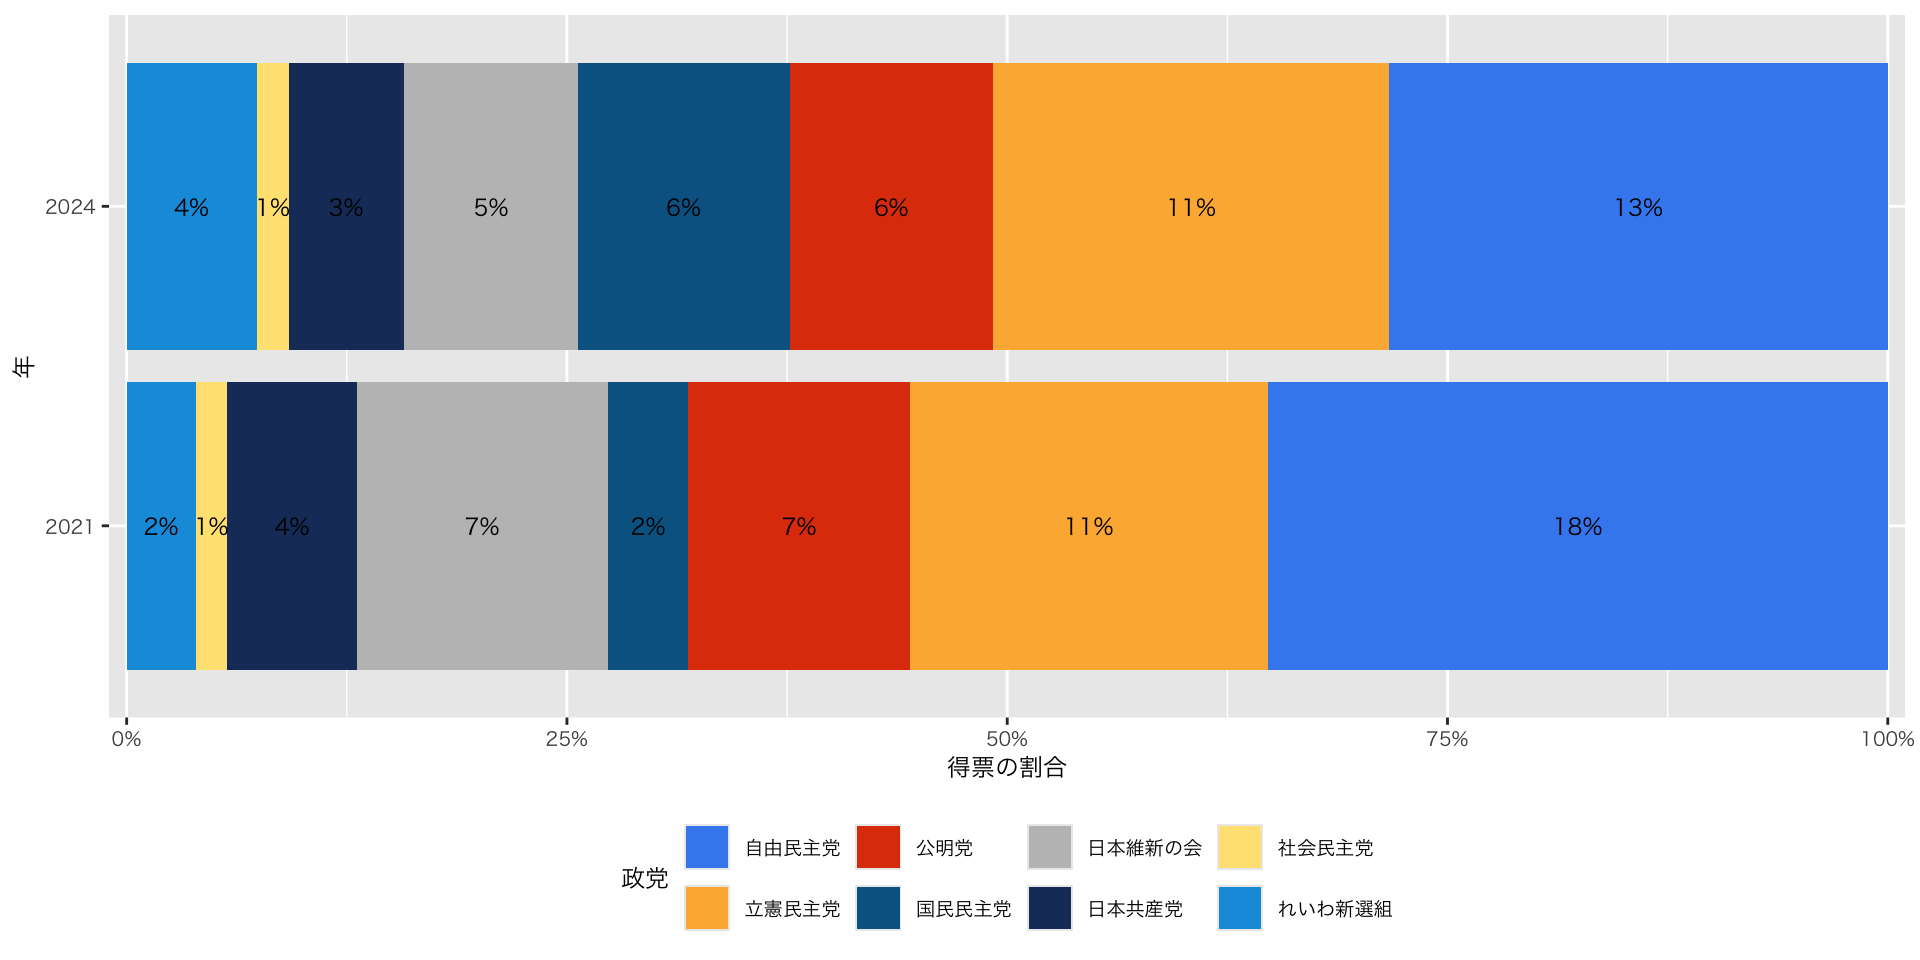 2024
4% 1% 3% 5% 6% 6% 11% 13%
年
2021
2% 1% 4% 7% 2% 7% 11% 18%
0% 25% 50% 75% 100%
得票の割合
政党
自由民主党 公明党 日本維新の会 社会民主党
立憲民主党 国民民主党 日本共産党 れいわ新選組